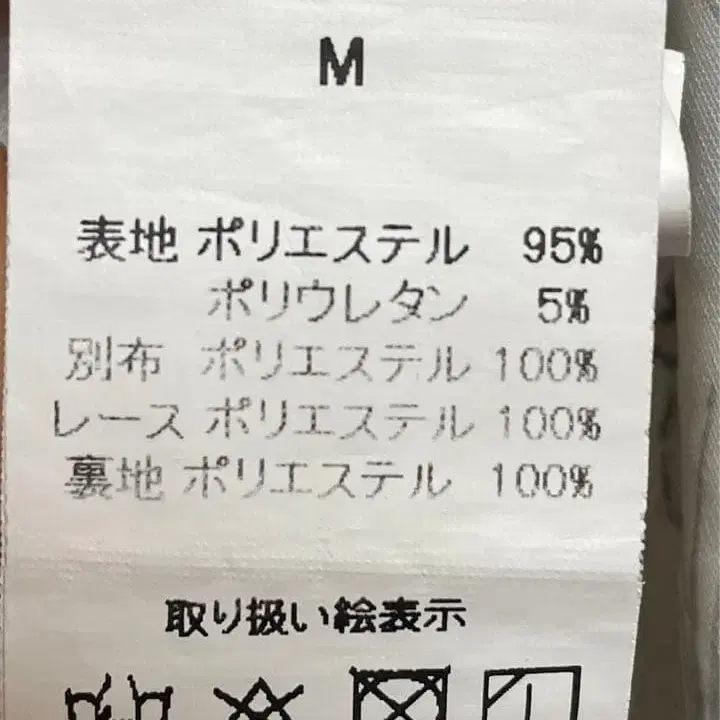 M
表地 ポリエステル 95%
ポリウレタン 5%
別布 ポリエステル 100%
レース ポリエステル 100%
裏地 ポリエステル 100%
取り扱い絵表示